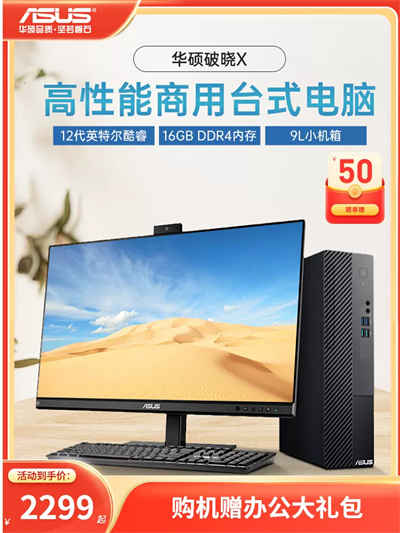 ASUS
华硕品质·坚若磐石
华硕破晓X
高性能商用台式电脑
12代英特尔酷睿
16GB DDR4内存
9L小机箱
50
ASUS
ASUS
活动到手价：
¥2299起
购机赠办公大礼包